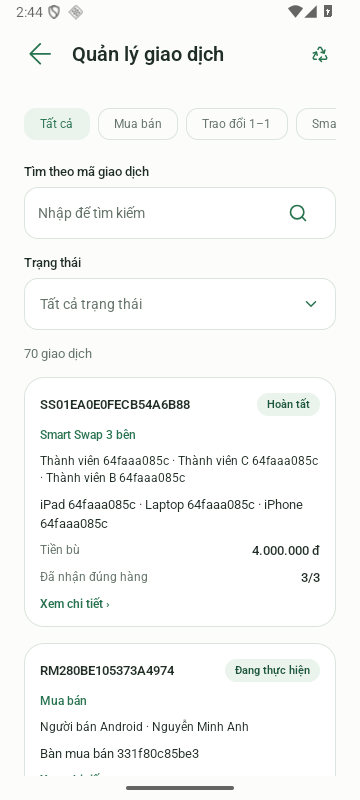 2:44
Quản lý giao dịch
Tất cả
Mua bán
Trao đổi 1–1
Sma
Tìm theo mã giao dịch
Nhập để tìm kiếm
Trạng thái
Tất cả trạng thái
70 giao dịch
SS01EA0E0FECB54A6B88
Hoàn tất
Smart Swap 3 bên
Thành viên 64faaa085c · Thành viên C 64faaa085c
· Thành viên B 64faaa085c
iPad 64faaa085c · Laptop 64faaa085c · iPhone
64faaa085c
Tiền bù
4.000.000 đ
Đã nhận đúng hàng
3/3
Xem chi tiết ›
RM280BE105373A4974
Đang thực hiện
Mua bán
Người bán Android · Nguyễn Minh Anh
Bàn mua bán 331f80c85be3